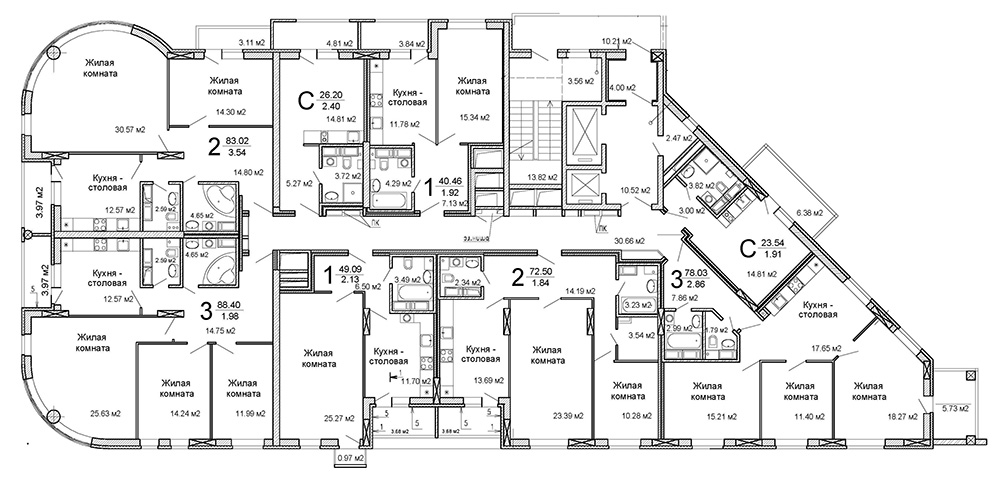 3.11 м2
4.81 м2
3.84 м2
10.21 м2
Жилая
комната
30.57 м2
Жилая
комната
14.30 м2
С
26.20
2.40
14.81 м2
Кухня -
столовая
11.78 м2
Жилая
комната
15.34 м2
3.56 м2
4.00 м2
2.47 м2
2
83.02
3.54
14.80 м2
5.27 м2
3.72 м2
4.29 м2
1
40.46
1.92
7.13 м2
13.82 м2
10.52 м2
3.82 м2
3.00 м2
6.38 м2
3.97 м2
Кухня -
столовая
12.57 м2
2.59 м2
4.65 м2
ПК
ПК
30.66 м2
С
23.54
1.91
14.81 м2
3.97 м2
5
Кухня -
столовая
12.57 м2
2.59 м2
4.65 м2
3
88.40
1.98
14.75 м2
1
49.09
2.13
6.50 м2
3.49 м2
2.34 м2
2
72.50
1.84
14.19 м2
3.23 м2
3.54 м2
3
78.03
2.86
7.86 м2
2.99 м2
1.79 м2
Кухня -
столовая
17.65 м2
Жилая
комната
25.63 м2
Жилая
комната
14.24 м2
Жилая
комната
11.99 м2
Жилая
комната
25.27 м2
Кухня -
столовая
1
11.70 м2
Кухня -
столовая
13.69 м2
Жилая
комната
23.39 м2
Жилая
комната
10.28 м2
Жилая
комната
15.21 м2
Жилая
комната
11.40 м2
Жилая
комната
18.27 м2
5.73 м2
5
5
5
5
1
3.68 м2
3.68 м2
1
0.97 м2